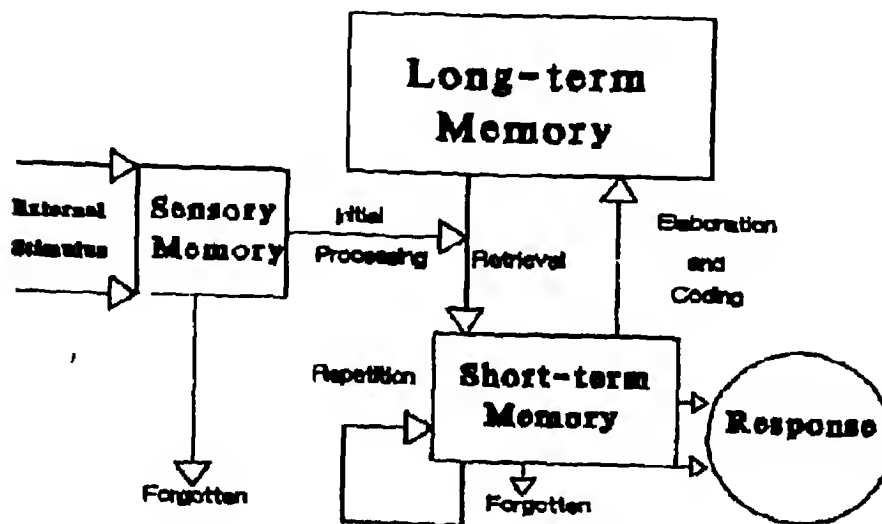 Long-term
Memory
External
Stimulus
Sensory
Memory
Initial
Processing
Retrieval
Elaboration
and
Coding
Repetition
Short-term
Memory
Response
Forgotten
Forgotten